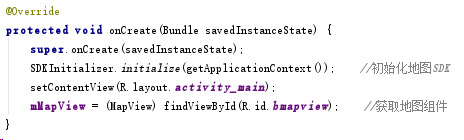 @Override
protected void onCreate(Bundle savedInstanceState) {
super.onCreate(savedInstanceState);
SDKInitializer.initialize(getApplicationContext()); //初始化地图SDK
setContentView(R.layout.activity_main);
mMapView = (MapView) findViewById(R.id.bmapview); //获取地图组件
}